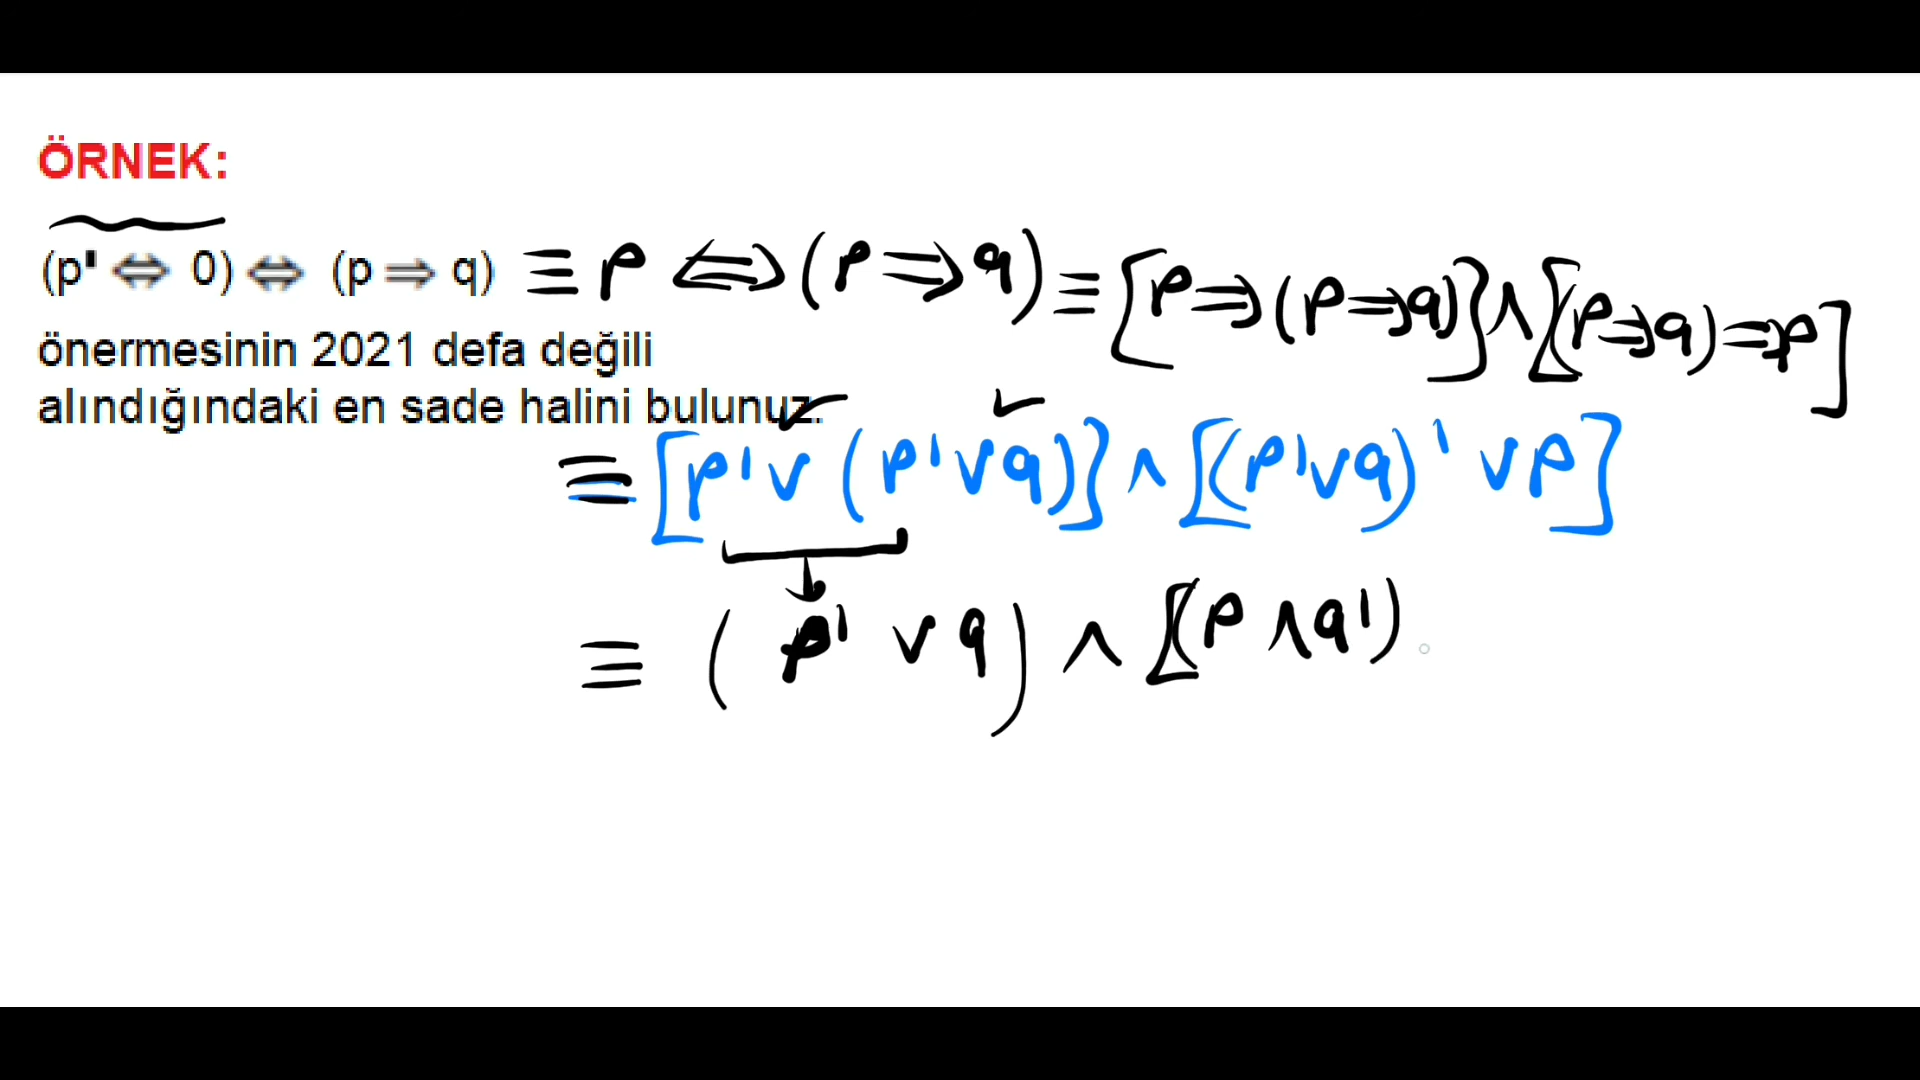 ÖRNEK:
(p' ⇔ 0) ⇔ (p ⇒ q) ≡ p ⇔ (p ⇒ q) ≡ [p ⇒ (p ⇒ q)] ∧ [(p ⇒ q) ⇒ p]
önermesinin 2021 defa değili
alındığındaki en sade halini bulunuz.
≡ [p' ∨ (p' ∨ q)] ∧ [(p' ∨ q)' ∨ p]
≡ (p' ∨ q) ∧ [(p ∧ q')